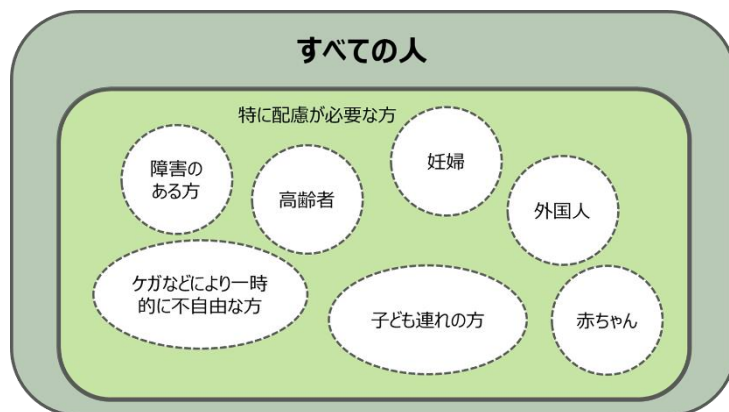 すべての人
特に配慮が必要な方
障害の
ある方
高齢者
妊婦
外国人
ケガなどにより一時
的に不自由な方
子ども連れの方
赤ちゃん